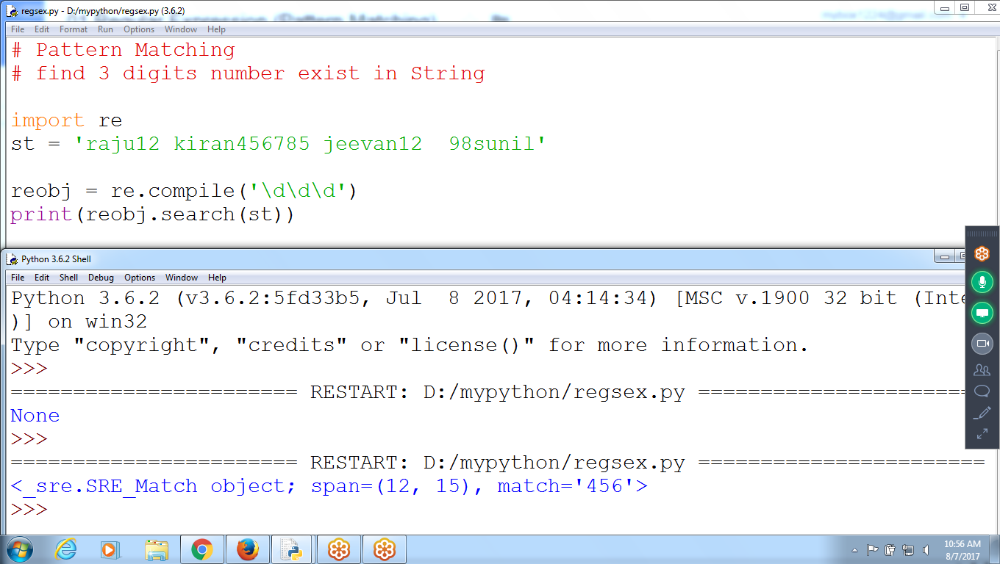 regsex.py - D:/mypython/regsex.py (3.6.2)
File Edit Format Run Options Window Help
# Pattern Matching
# find 3 digits number exist in String
import re
st = 'raju12 kiran456785 jeevan12  98sunil'
reobj = re.compile('\d\d\d')
print(reobj.search(st))
Python 3.6.2 Shell
File Edit Shell Debug Options Window Help
Python 3.6.2 (v3.6.2:5fd33b5, Jul  8 2017, 04:14:34) [MSC v.1900 32 bit (Inte
)] on win32
Type "copyright", "credits" or "license()" for more information.
>>>
======================= RESTART: D:/mypython/regsex.py ======================
None
>>>
======================= RESTART: D:/mypython/regsex.py =======================
<_sre.SRE_Match object; span=(12, 15), match='456'>
>>>
10:56 AM
8/7/2017